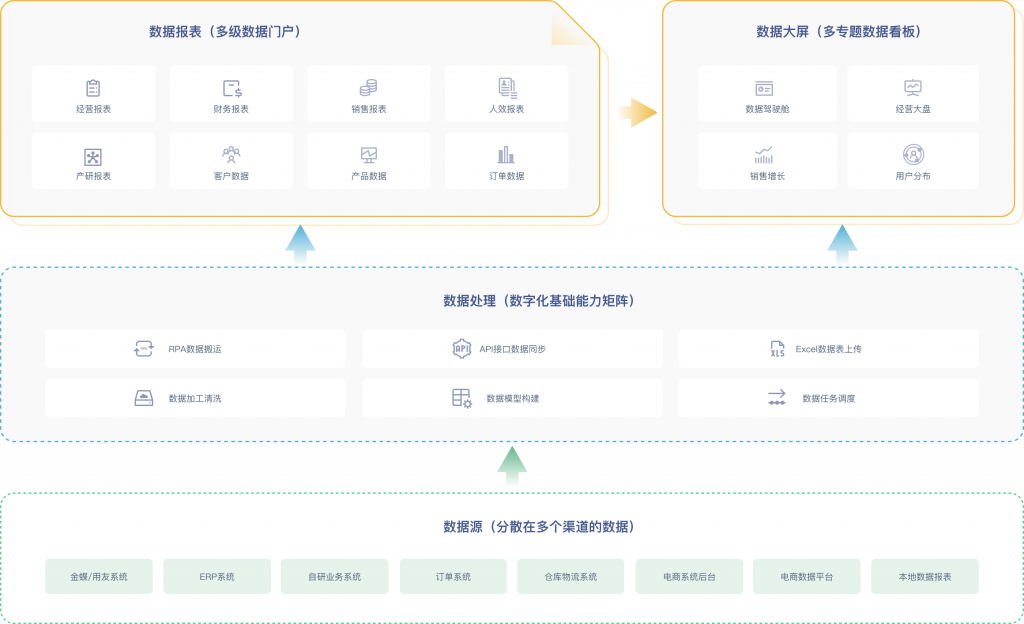 数据报表（多级数据门户）
经营报表
财务报表
销售报表
人效报表
产研报表
客户数据
产品数据
订单数据
数据大屏（多专题数据看板）
数据驾驶舱
经营大盘
销售增长
用户分布
数据处理（数字化基础能力矩阵）
RPA数据搬运
API
API接口数据同步
XLS
Excel数据表上传
数据加工清洗
数据模型构建
数据任务调度
数据源（分散在多个渠道的数据）
金蝶/用友系统
ERP系统
自研业务系统
订单系统
仓库物流系统
电商系统后台
电商数据平台
本地数据报表